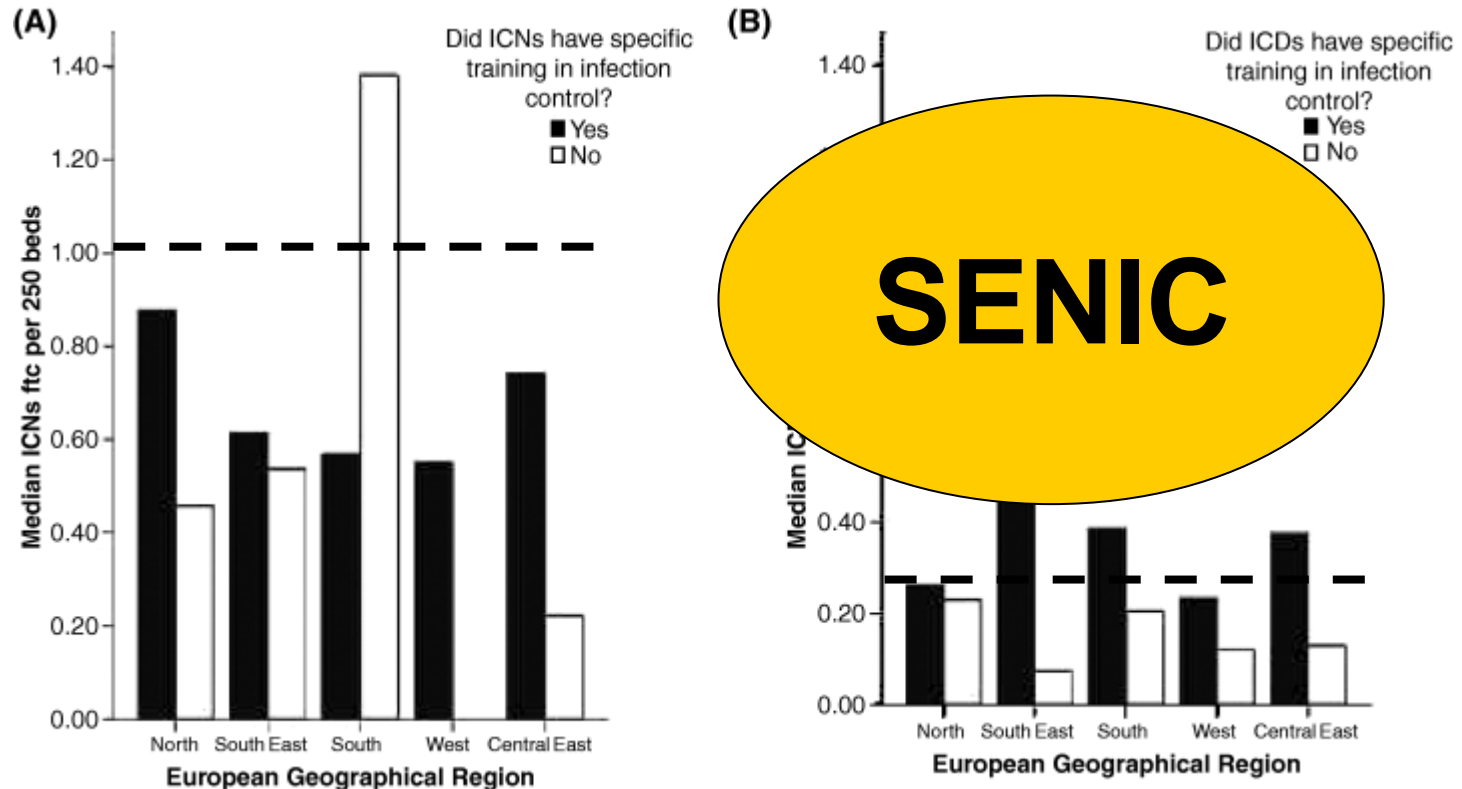 (A)
Did ICNs have specific
training in infection
control?
Yes
No
Median ICNs ftc per 250 beds
1.40
1.20
1.00
0.80
0.60
0.40
0.20
0.00
North South East South West Central East
European Geographical Region
(B)
Did ICDs have specific
training in infection
control?
Yes
No
SENIC
Median
1.40
0.40
0.20
0.00
North South East South West Central East
European Geographical Region